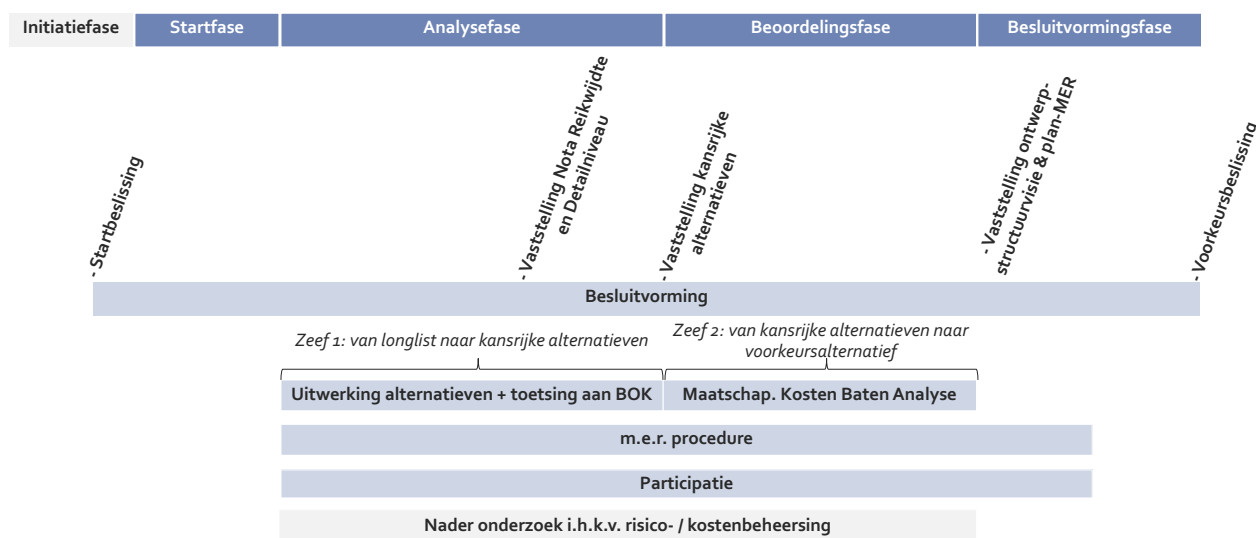 Initiatiefase
Startfase
Analysefase
Beoordelingsfase
Besluitvormingsfase
- Startbeslissing
- Vaststelling Nota Reikwijdte
en Detailniveau
- Vaststelling kansrijke
alternatieven
- Vaststelling ontwerp-
structuurvisie & plan-MER
- Voorkeursbeslissing
Besluitvorming
Zeef 1: van longlist naar kansrijke alternatieven
Zeef 2: van kansrijke alternatieven naar
voorkeursalternatief
Uitwerking alternatieven + toetsing aan BOK
Maatschap. Kosten Baten Analyse
m.e.r. procedure
Participatie
Nader onderzoek i.h.k.v. risico- / kostenbeheersing